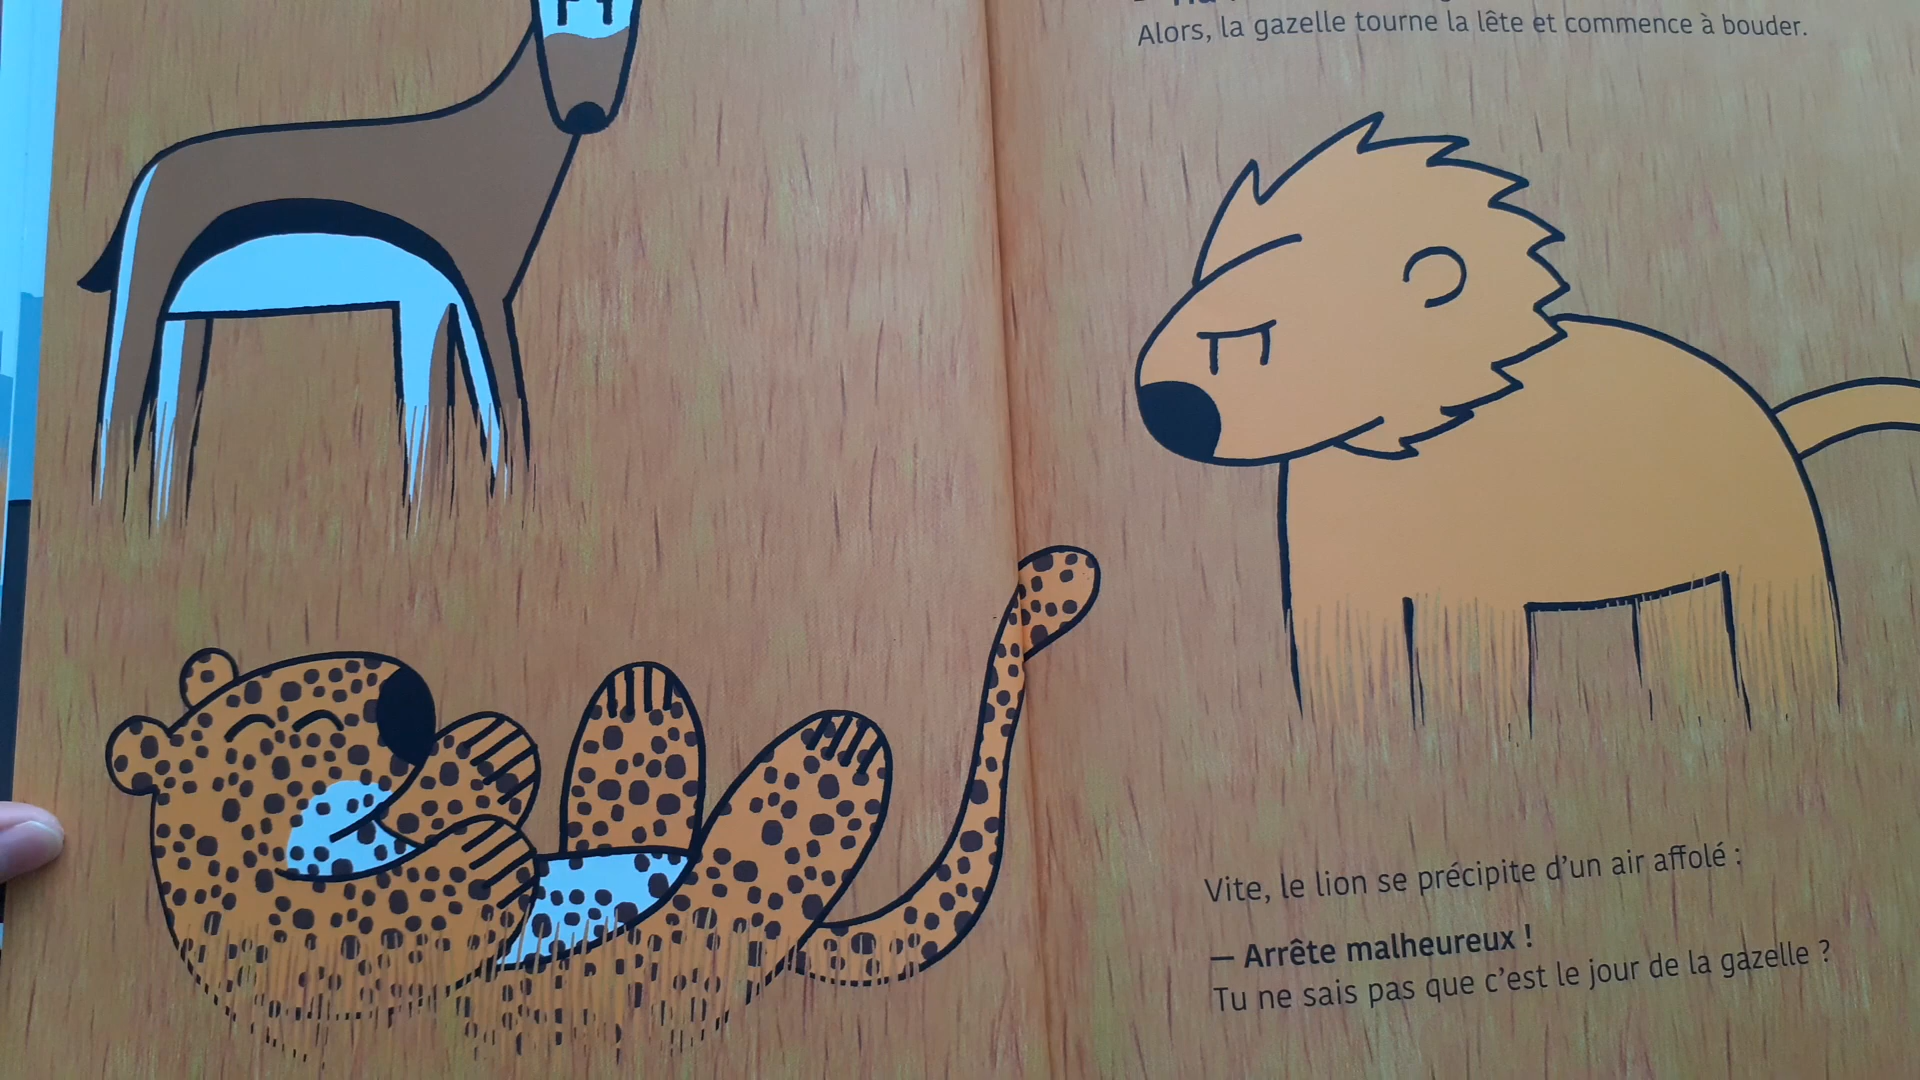 Alors, la gazelle tourne la lête et commence à bouder.
Vite, le lion se précipite d'un air affolé :
— Arrête malheureux !
Tu ne sais pas que c'est le jour de la gazelle ?